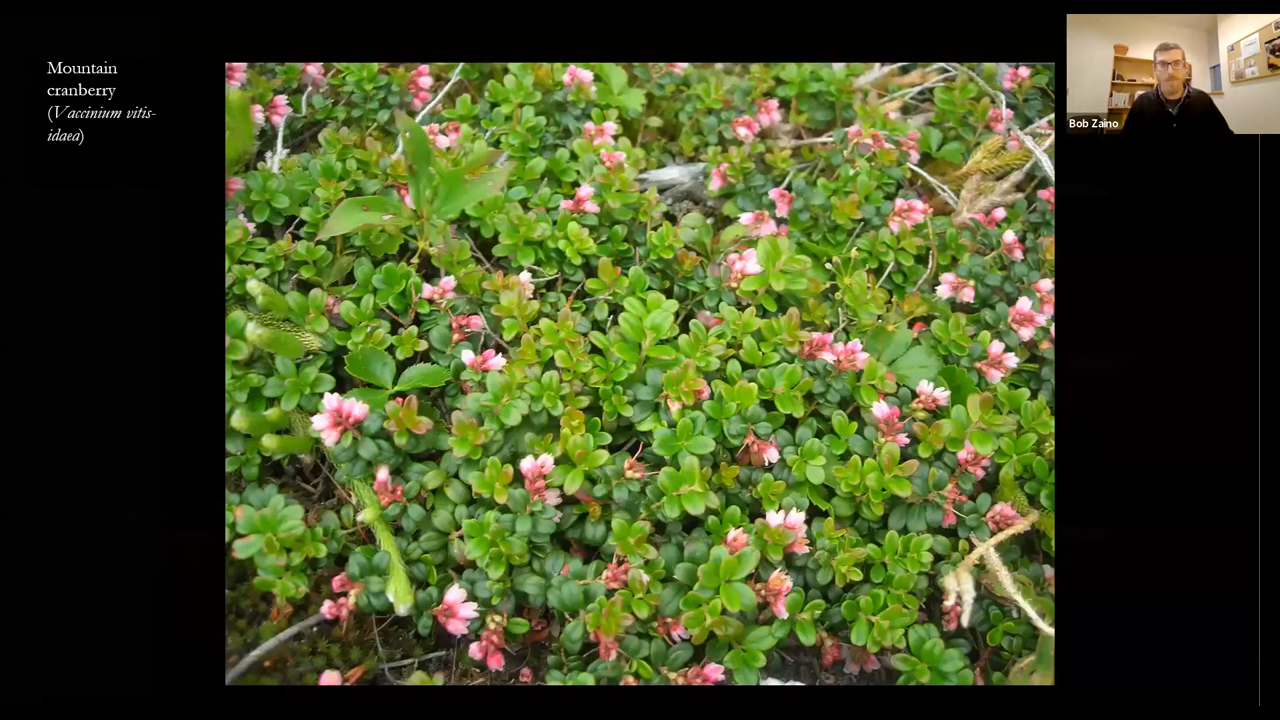 Mountain
cranberry
(Vaccinium vitis-
idaea)
Bob Zaino